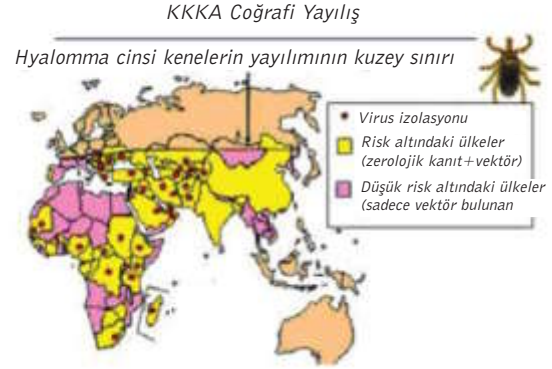 KKKA Coğrafi Yayılış
Hyalomma cinsi kenelerin yayılımının kuzey sınırı
Virus izolasyonu
Risk altındaki ülkeler
(zerolojik kanıt+vektör)
Düşük risk altındaki ülkeler
(sadece vektör bulunan